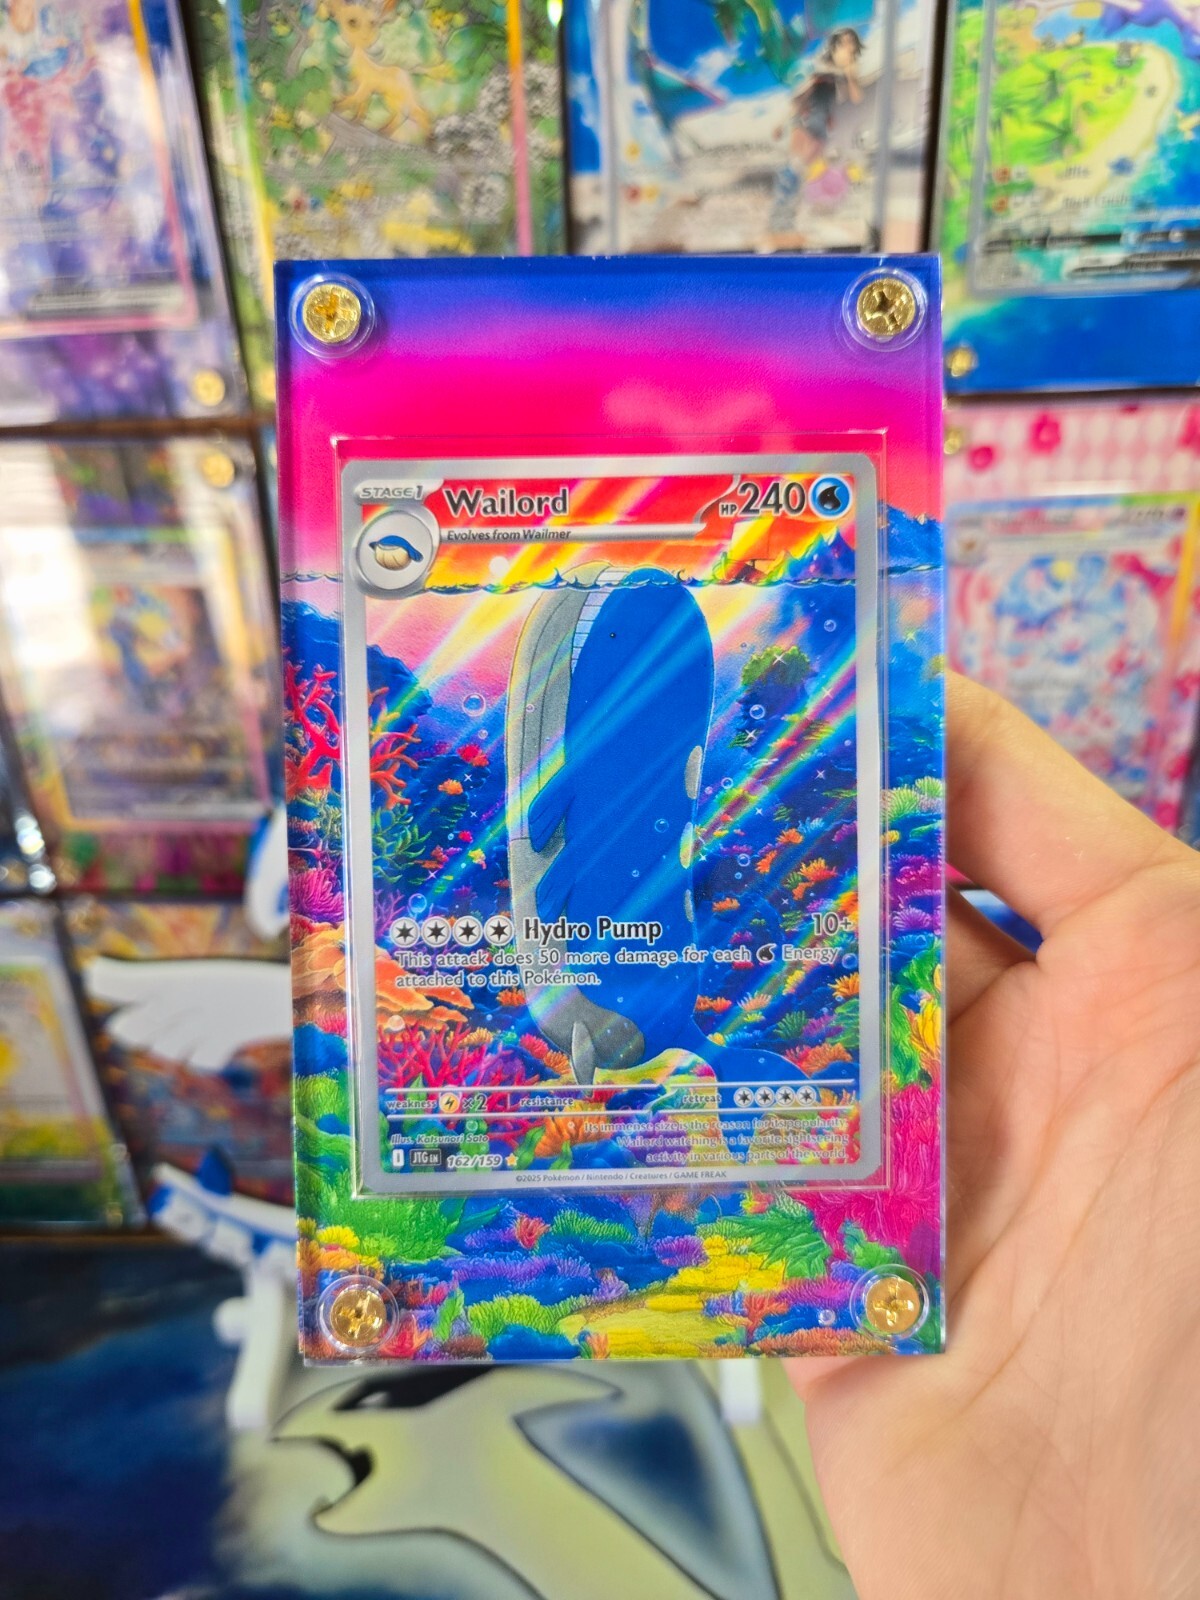 STAGE1 Wailord HP 240
Evolves from Wailmer
Hydro Pump 10+
This attack does 50 more damage for each Energy
attached to this Pokémon.
weakness ×2 resistance retreat
Its immense size is the reason for its popularity.
Illus. Katsunori Sato Wailord watching is a favorite sightseeing
I JTG EN 162/159 activity in various parts of the world.
©2025 Pokémon / Nintendo / Creatures / GAME FREAK